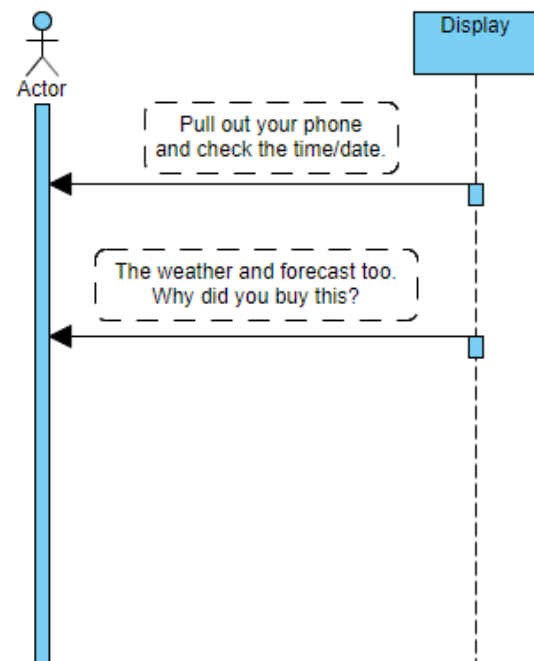 Display
Actor
Pull out your phone
and check the time/date.
The weather and forecast too.
Why did you buy this?